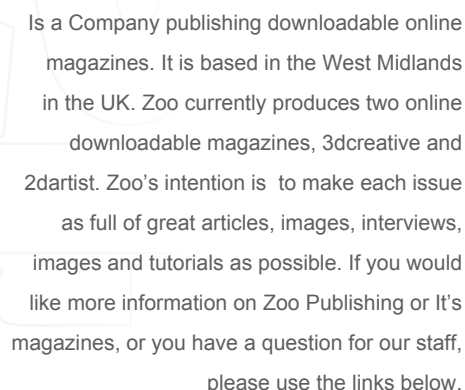 Is a Company publishing downloadable online
magazines. It is based in the West Midlands
in the UK. Zoo currently produces two online
downloadable magazines, 3dcreative and
2dartist. Zoo's intention is to make each issue
as full of great articles, images, interviews,
images and tutorials as possible. If you would
like more information on Zoo Publishing or It's
magazines, or you have a question for our staff,
please use the links below.